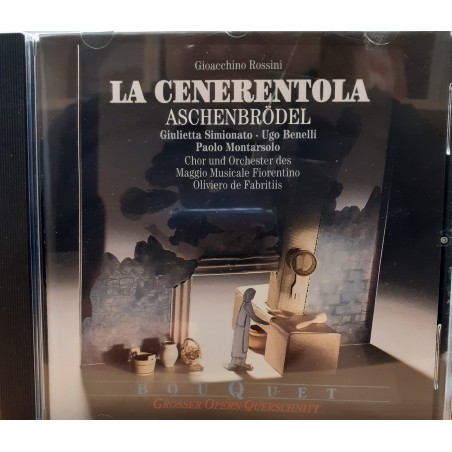 Gioacchino Rossini
LA CENERENTOLA
ASCHENBRÖDEL
Giulietta Simionato · Ugo Benelli
Paolo Montarsolo
Chor und Orchester des
Maggio Musicale Fiorentino
Oliviero de Fabritiis
BOUQUET
GROSSER OPERN-QUERSCHNITT